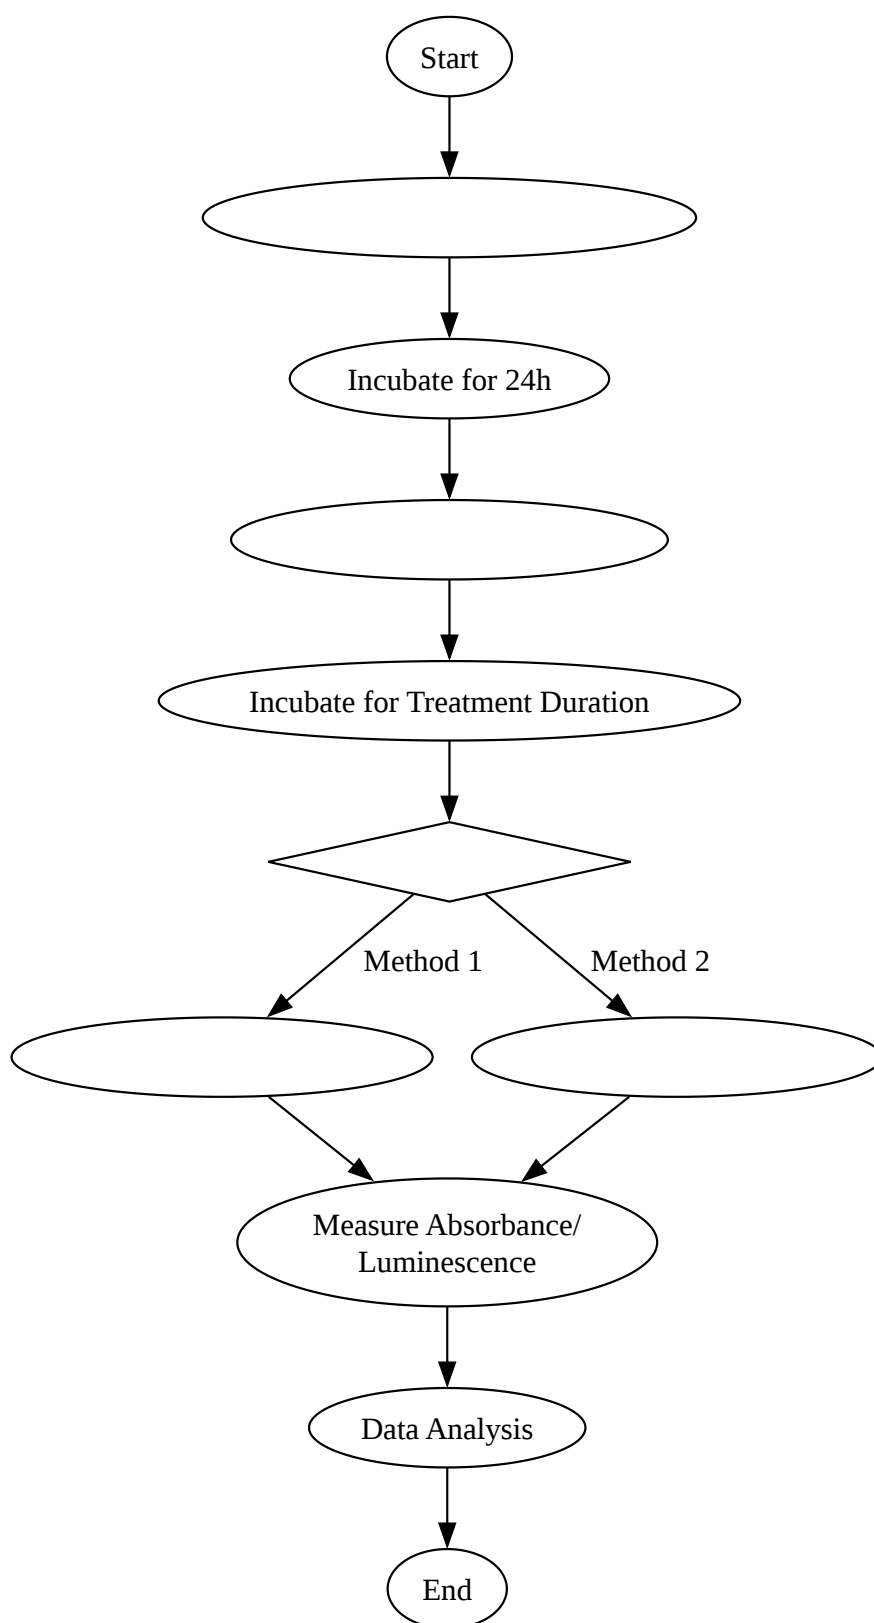 Start
Incubate for 24h
Incubate for Treatment Duration
Method 1
Method 2
Measure Absorbance/
Luminescence
Data Analysis
End